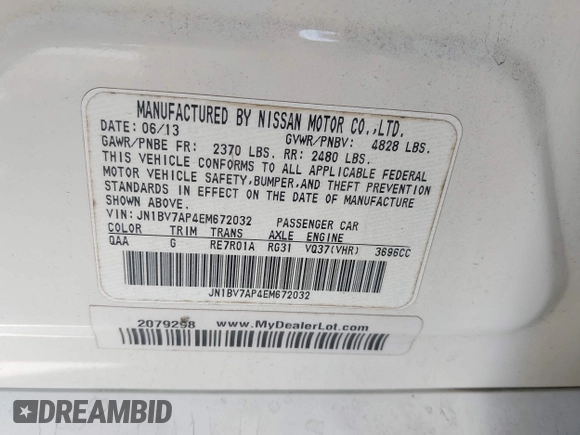 MANUFACTURED BY NISSAN MOTOR CO.,LTD.
DATE: 06/13 GVWR/PNBV: 4828 LBS.
GAWR/PNBE FR: 2370 LBS. RR: 2480 LBS.
THIS VEHICLE CONFORMS TO ALL APPLICABLE FEDERAL
MOTOR VEHICLE SAFETY,BUMPER,AND THEFT PREVENTION
STANDARDS IN EFFECT ON THE DATE OF MANUFACTURE
SHOWN ABOVE.
VIN: JN1BV7AP4EM672032 PASSENGER CAR
COLOR TRIM TRANS AXLE ENGINE
QAA G RE7R01A RG31 VQ37(VHR) 3696CC
JN1BV7AP4EM672032
2079298 www.MyDealerLot.com
DREAMBID